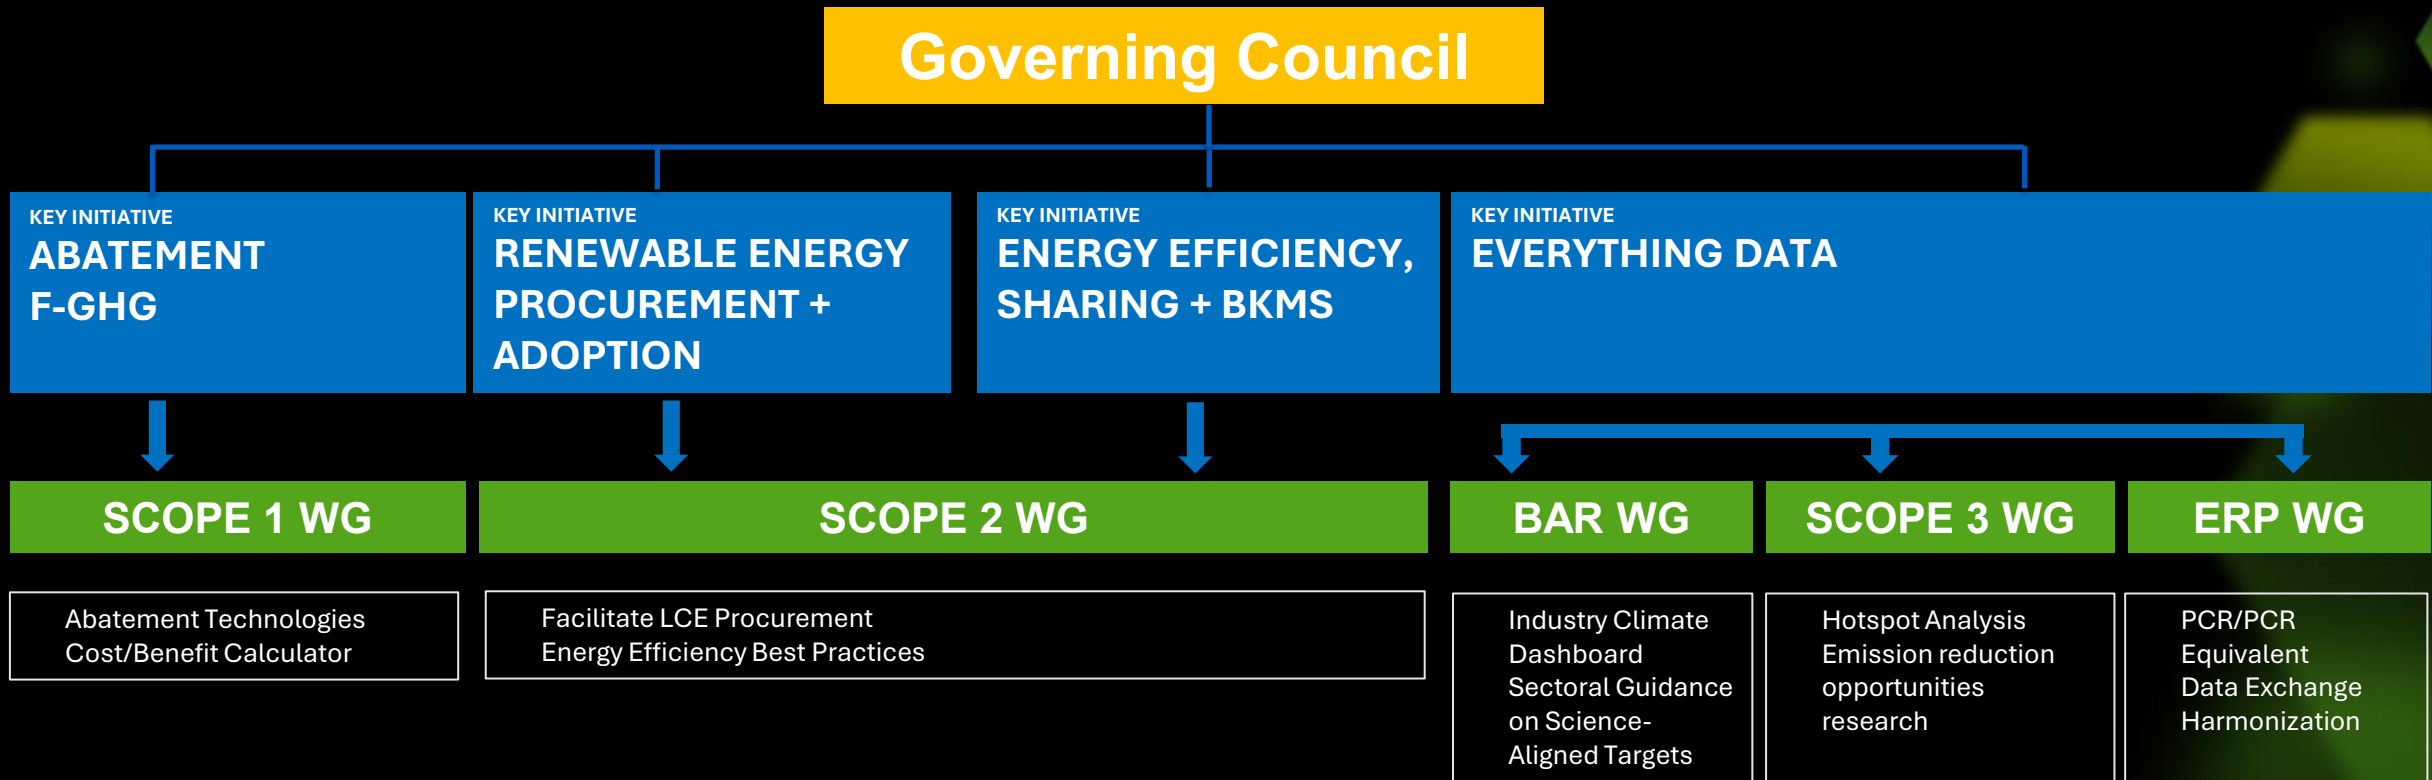 Governing Council
KEY INITIATIVE
ABATEMENT
F-GHG
KEY INITIATIVE
RENEWABLE ENERGY
PROCUREMENT +
ADOPTION
KEY INITIATIVE
ENERGY EFFICIENCY,
SHARING + BKMS
KEY INITIATIVE
EVERYTHING DATA
SCOPE 1 WG
SCOPE 2 WG
BAR WG
SCOPE 3 WG
ERP WG
Abatement Technologies
Cost/Benefit Calculator
Facilitate LCE Procurement
Energy Efficiency Best Practices
Industry Climate
Dashboard
Sectoral Guidance
on Science-
Aligned Targets
Hotspot Analysis
Emission reduction
opportunities
research
PCR/PCR
Equivalent
Data Exchange
Harmonization